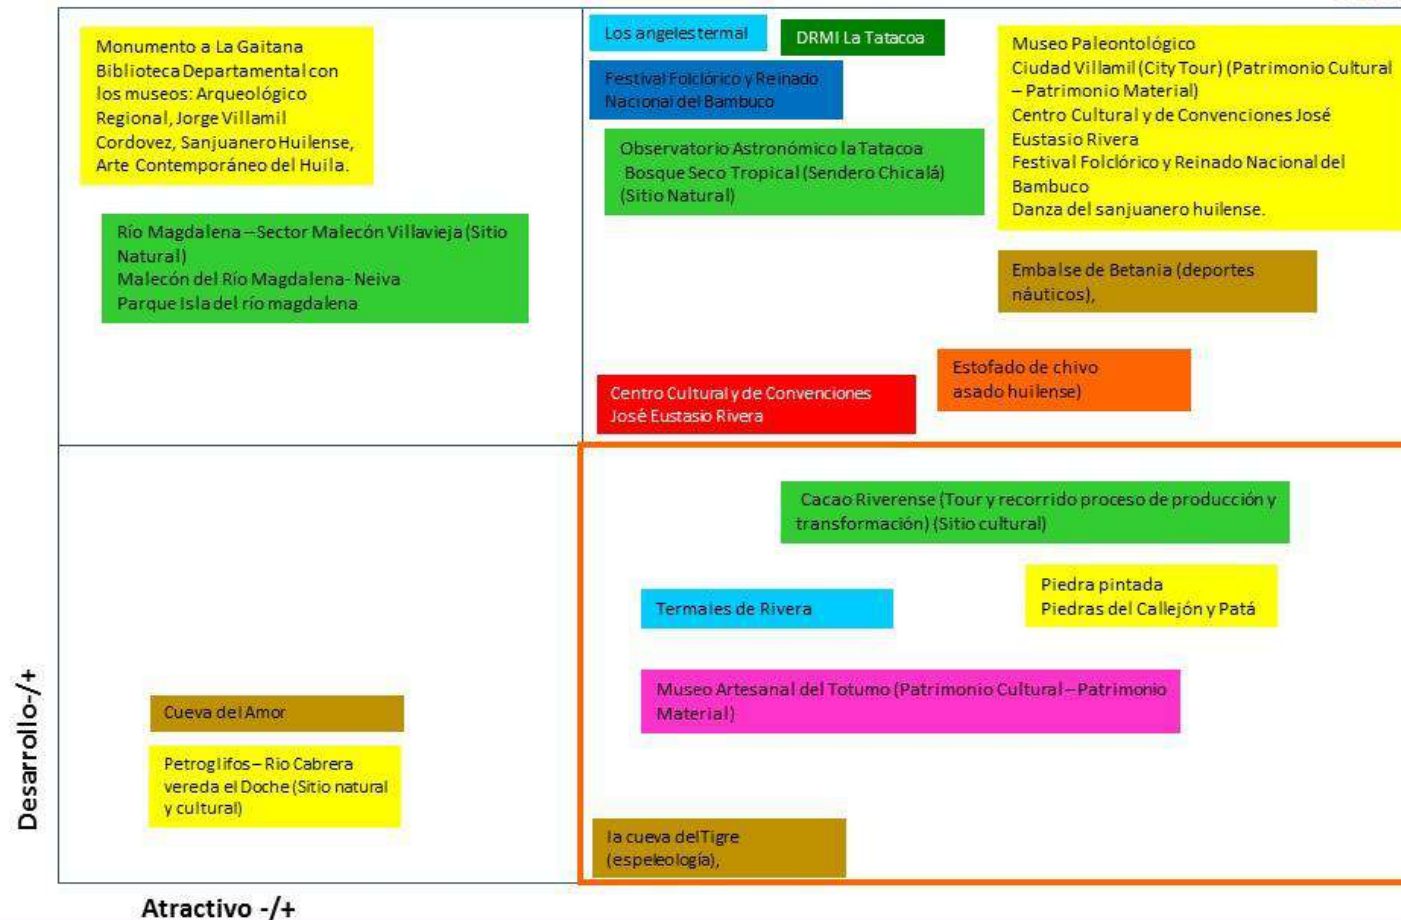 Monumento a La Gaitana
Biblioteca Departamental con
los museos: Arqueológico
Regional, Jorge Villamil
Cordovez, Sanjuanero Huilense,
Arte Contemporáneo del Huila.
Río Magdalena – Sector Malecón Villavieja (Sitio
Natural)
Malecón del Río Magdalena- Neiva
Parque Isla del río magdalena
Los angeles termal
DRMI La Tatacoa
Festival Folclórico y Reinado
Nacional del Bambuco
Observatorio Astronómico la Tatacoa
Bosque Seco Tropical (Sendero Chicalá)
(Sitio Natural)
Museo Paleontológico
Ciudad Villamil (City Tour) (Patrimonio Cultural
– Patrimonio Material)
Centro Cultural y de Convenciones José
Eustasio Rivera
Festival Folclórico y Reinado Nacional del
Bambuco
Danza del sanjuanero huilense.
Embalse de Betania (deportes
náuticos),
Estofado de chivo
asado huilense)
Centro Cultural y de Convenciones
José Eustasio Rivera
Cacao Riverense (Tour y recorrido proceso de producción y
transformación) (Sitio cultural)
Piedra pintada
Piedras del Callejón y Patá
Termales de Rivera
Museo Artesanal del Totumo (Patrimonio Cultural – Patrimonio
Material)
la cueva del Tigre
(espeleología),
Cueva del Amor
Petroglifos – Rio Cabrera
vereda el Doche (Sitio natural
y cultural)
Desarrollo -/+
Atractivo -/+